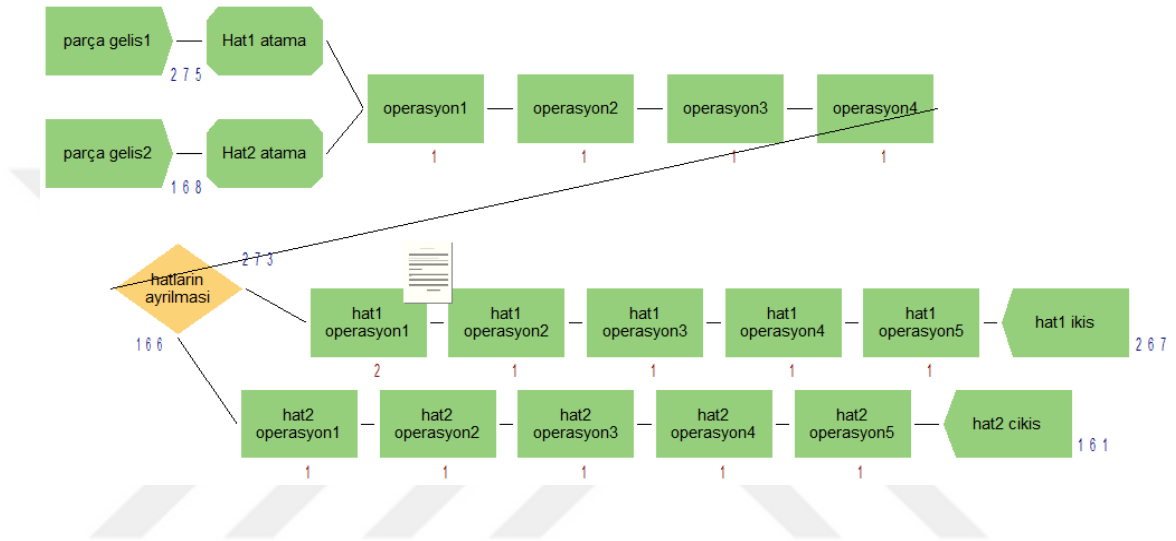 parça gelis1
Hat1 atama
2 7 5
operasyon1
operasyon2
operasyon3
operasyon4
1
1
1
1
parça gelis2
Hat2 atama
1 6 8
hatlarin
ayrilmasi
2 7 3
1 6 6
hat1
operasyon1
hat1
operasyon2
hat1
operasyon3
hat1
operasyon4
hat1
operasyon5
hat1 ikis
2 6 7
2
1
1
1
1
hat2
operasyon1
hat2
operasyon2
hat2
operasyon3
hat2
operasyon4
hat2
operasyon5
hat2 cikis
1 6 1
1
1
1
1
1